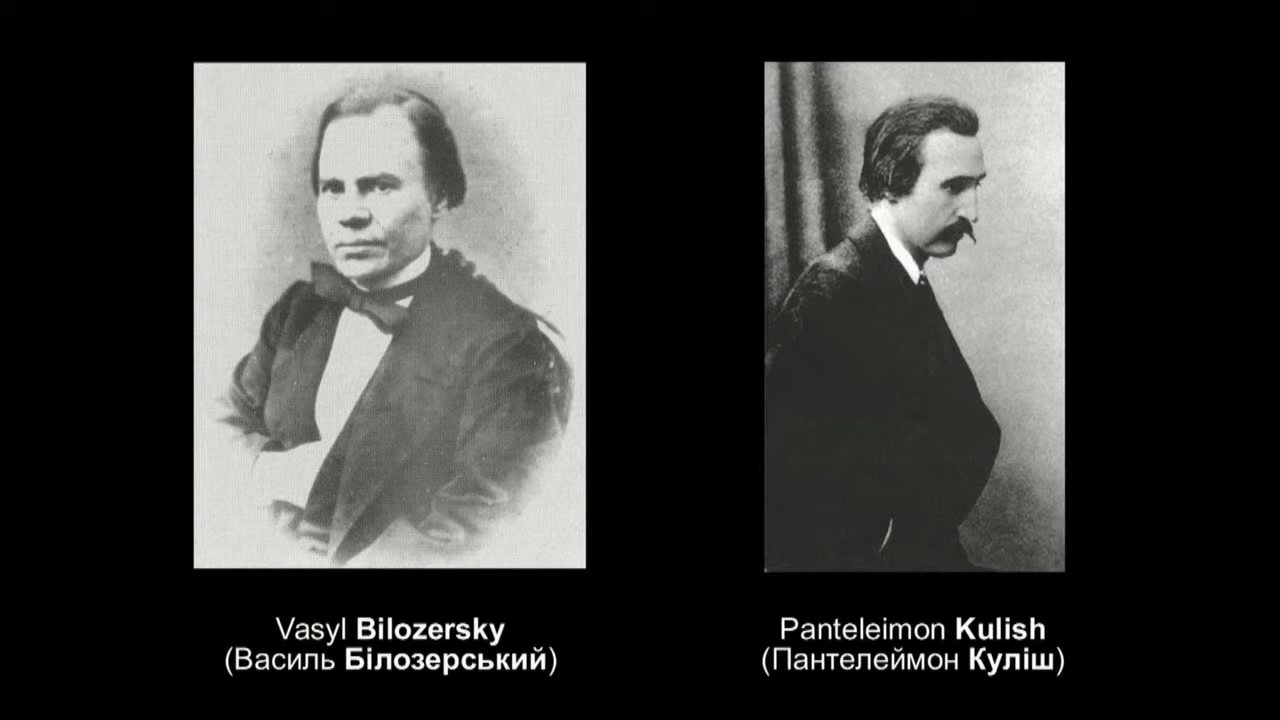 Vasyl Bilozersky
(Василь Білозерський)
Panteleimon Kulish
(Пантелеймон Куліш)